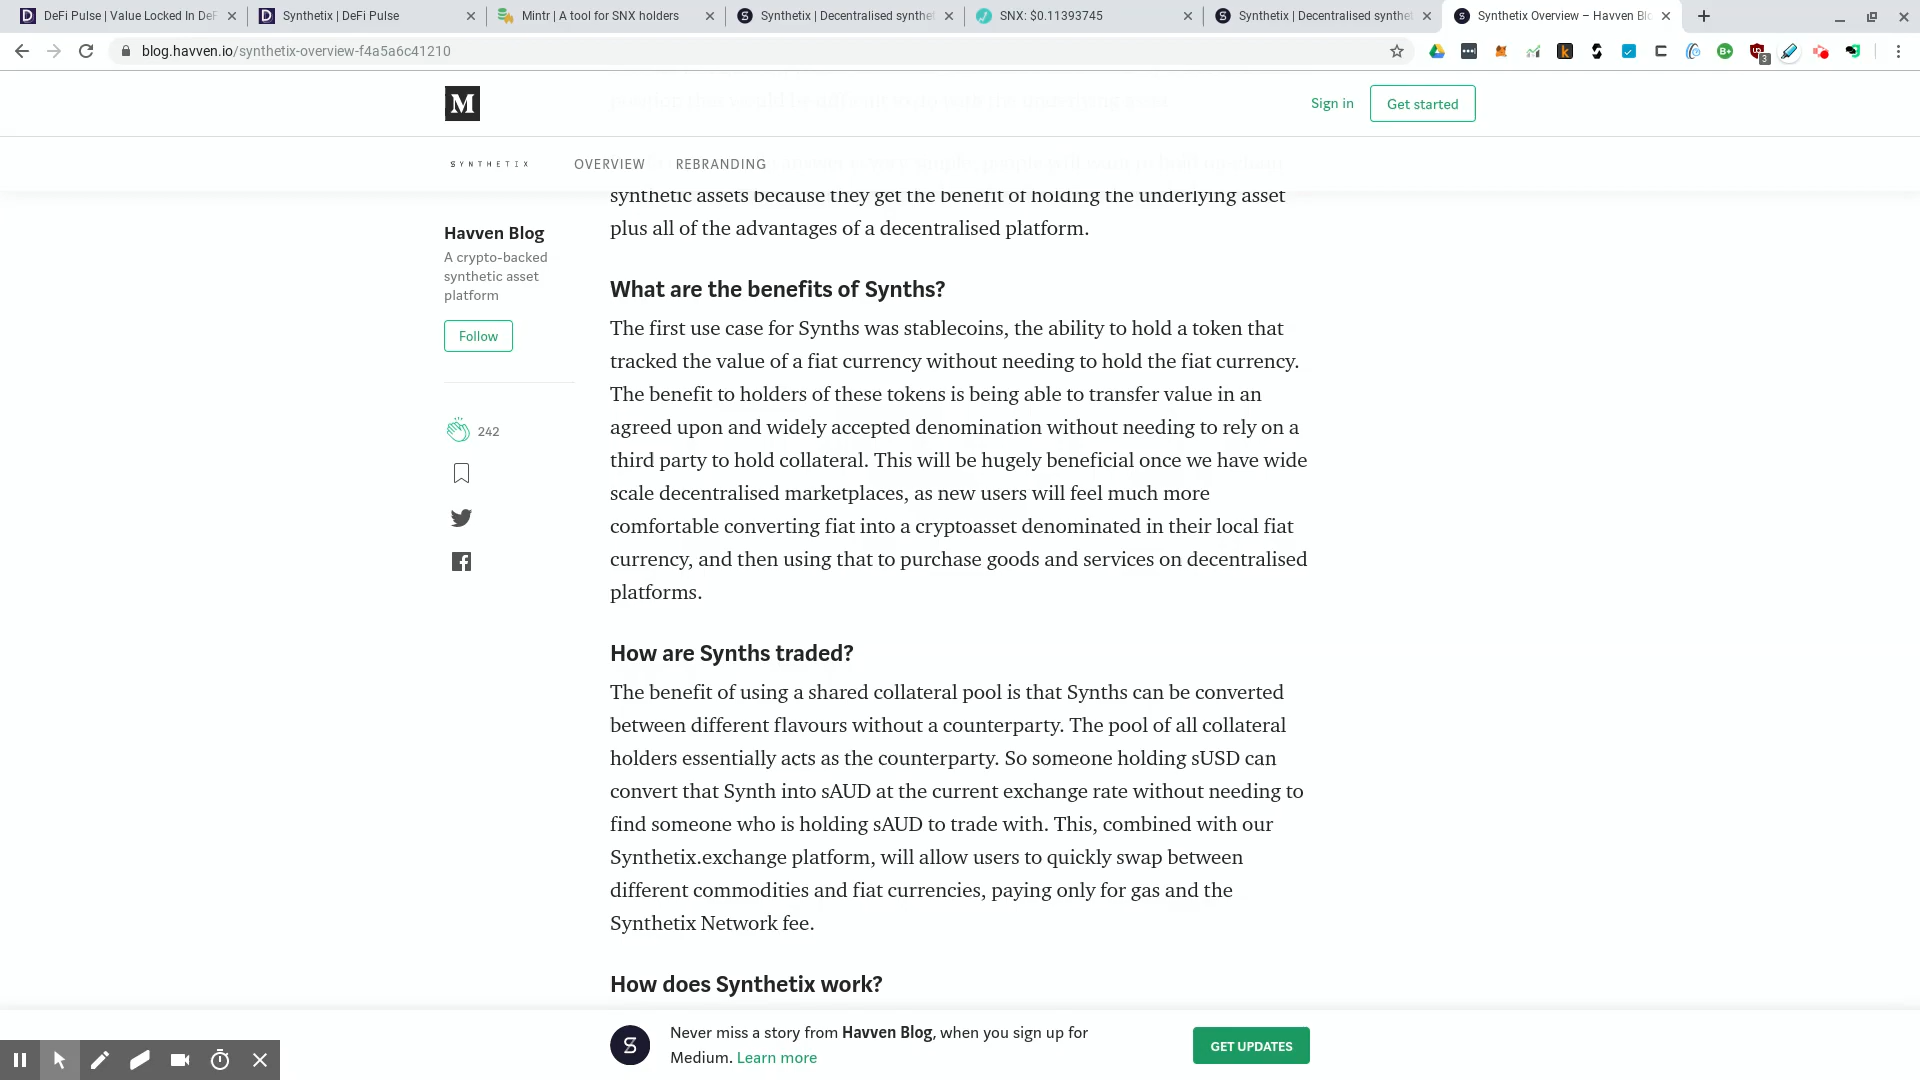 DeFi Pulse | Value Locked In DeF
Synthetix | DeFi Pulse
Mintr | A tool for SNX holders
Synthetix | Decentralised synthet
SNX: $0.11393745
Synthetix | Decentralised synthet
Synthetix Overview – Havven Blo
blog.havven.io/synthetix-overview-f4a5a6c41210
3
M
Sign in
Get started
SYNTHETIX
OVERVIEW
REBRANDING
synthetic assets because they get the benefit of holding the underlying asset
plus all of the advantages of a decentralised platform.
Havven Blog
A crypto-backed
synthetic asset
platform
Follow
242
What are the benefits of Synths?
The first use case for Synths was stablecoins, the ability to hold a token that
tracked the value of a fiat currency without needing to hold the fiat currency.
The benefit to holders of these tokens is being able to transfer value in an
agreed upon and widely accepted denomination without needing to rely on a
third party to hold collateral. This will be hugely beneficial once we have wide
scale decentralised marketplaces, as new users will feel much more
comfortable converting fiat into a cryptoasset denominated in their local fiat
currency, and then using that to purchase goods and services on decentralised
platforms.
How are Synths traded?
The benefit of using a shared collateral pool is that Synths can be converted
between different flavours without a counterparty. The pool of all collateral
holders essentially acts as the counterparty. So someone holding sUSD can
convert that Synth into sAUD at the current exchange rate without needing to
find someone who is holding sAUD to trade with. This, combined with our
Synthetix.exchange platform, will allow users to quickly swap between
different commodities and fiat currencies, paying only for gas and the
Synthetix Network fee.
How does Synthetix work?
Never miss a story from Havven Blog, when you sign up for
Medium. Learn more
GET UPDATES